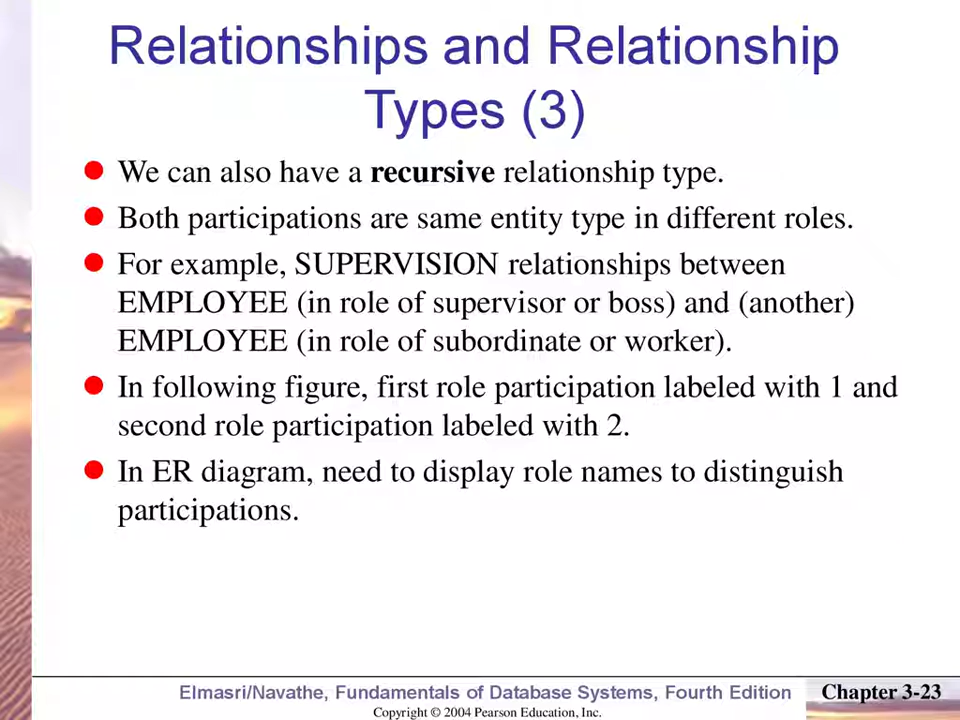 Relationships and Relationship
Types (3)
We can also have a recursive relationship type.
Both participations are same entity type in different roles.
For example, SUPERVISION relationships between
EMPLOYEE (in role of supervisor or boss) and (another)
EMPLOYEE (in role of subordinate or worker).
In following figure, first role participation labeled with 1 and
second role participation labeled with 2.
In ER diagram, need to display role names to distinguish
participations.
Elmasri/Navathe, Fundamentals of Database Systems, Fourth Edition
Chapter 3-23
Copyright © 2004 Pearson Education, Inc.